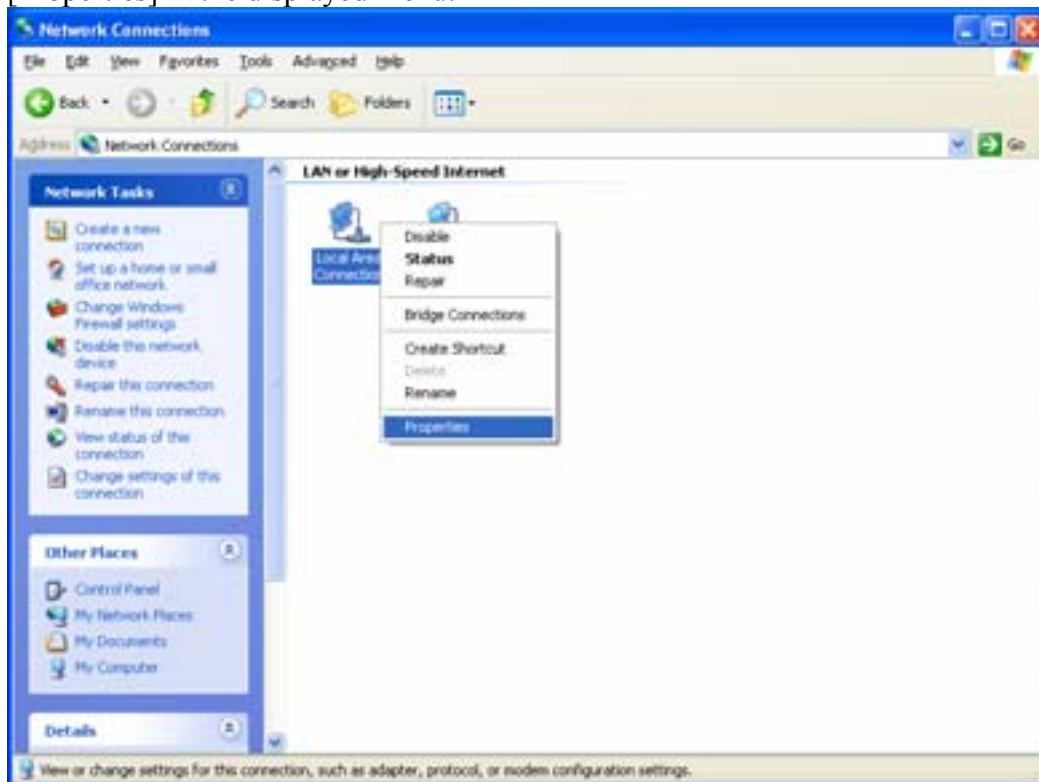 Network Connections
File Edit View Favorites Tools Advanced Help
Back Search Folders
Address Network Connections Go
Network Tasks
Create a new
connection
Set up a home or small
office network
Change Windows
Firewall settings
Disable this network
device
Repair this connection
Rename this connection
View status of this
connection
Change settings of this
connection
Other Places
Control Panel
My Network Places
My Documents
My Computer
Details
LAN or High-Speed Internet
Local Area
Connection
Disable
Status
Repair
Bridge Connections
Create Shortcut
Delete
Rename
Properties
View or change settings for this connection, such as adapter, protocol, or modem configuration settings.